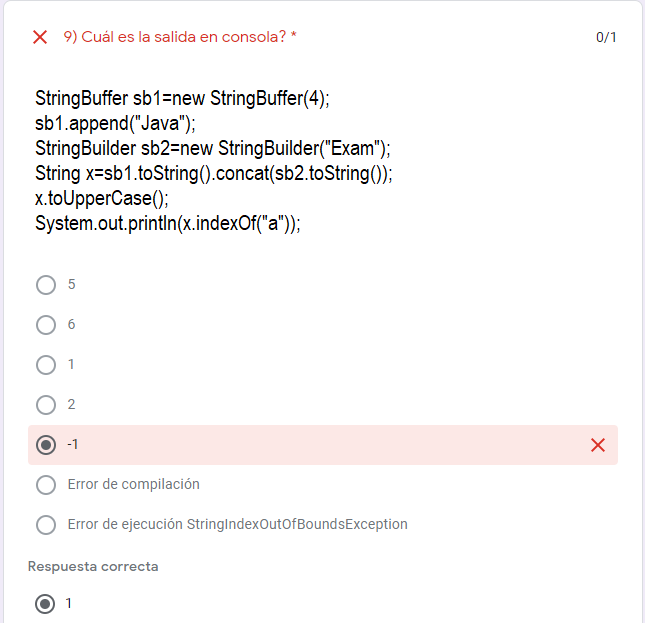 9) Cuál es la salida en consola? *
0/1
StringBuffer sb1=new StringBuffer(4);
sb1.append("Java");
StringBuilder sb2=new StringBuilder("Exam");
String x=sb1.toString().concat(sb2.toString());
x.toUpperCase();
System.out.println(x.indexOf("a"));
5
6
1
2
-1
Error de compilación
Error de ejecución StringIndexOutOfBoundsException
Respuesta correcta
1